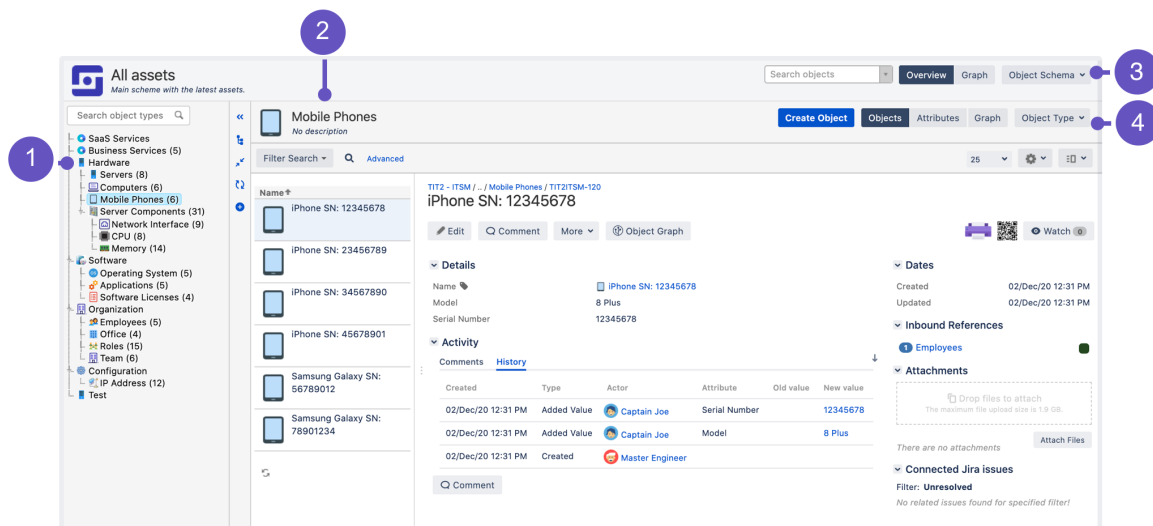 2
All assets
Main scheme with the latest assets.
Search objects
Overview
Graph
Object Schema
3
Search object types
SaaS Services
Business Services (5)
1
Hardware
Servers (8)
Computers (6)
Mobile Phones (6)
Server Components (31)
Network Interface (9)
CPU (8)
Memory (14)
Software
Operating System (5)
Applications (5)
Software Licenses (4)
Organization
Employees (5)
Office (4)
Roles (15)
Team (6)
Configuration
IP Address (12)
Test
Mobile Phones
No description
Create Object
Objects
Attributes
Graph
Object Type
4
Filter Search
Advanced
25
Name
iPhone SN: 12345678
iPhone SN: 23456789
iPhone SN: 34567890
iPhone SN: 45678901
Samsung Galaxy SN:
56789012
Samsung Galaxy SN:
78901234
TIT2 - ITSM / .. / Mobile Phones / TIT2ITSM-120
iPhone SN: 12345678
Edit
Comment
More
Object Graph
Watch 0
Details
Name iPhone SN: 12345678
Model 8 Plus
Serial Number 12345678
Activity
Comments History
Created Type Actor Attribute Old value New value
02/Dec/20 12:31 PM Added Value Captain Joe Serial Number 12345678
02/Dec/20 12:31 PM Added Value Captain Joe Model 8 Plus
02/Dec/20 12:31 PM Created Master Engineer
Comment
Dates
Created 02/Dec/20 12:31 PM
Updated 02/Dec/20 12:31 PM
Inbound References
1 Employees
Attachments
Drop files to attach
The maximum file upload size is 1.9 GB.
There are no attachments
Attach Files
Connected Jira issues
Filter: Unresolved
No related issues found for specified filter!